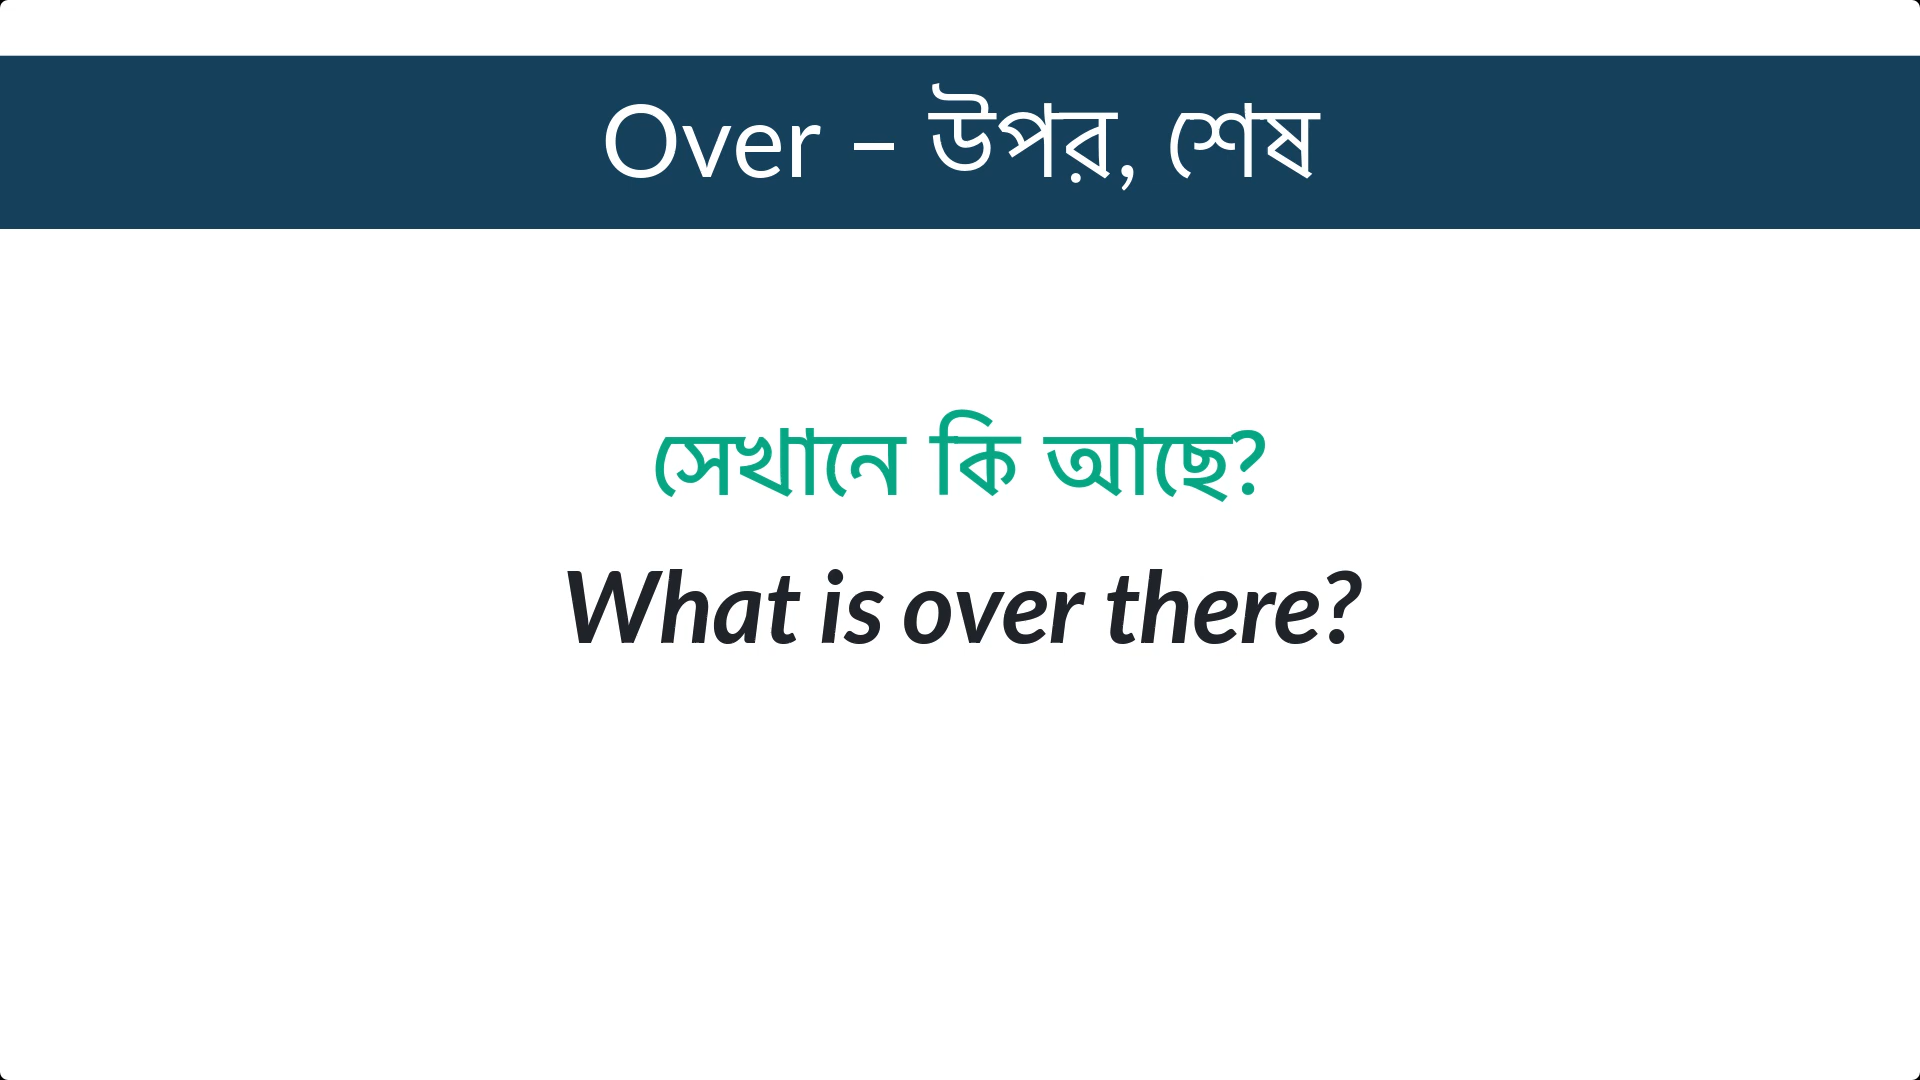 Over – উপর, শেষ
সেখানে কি আছে?
What is over there?